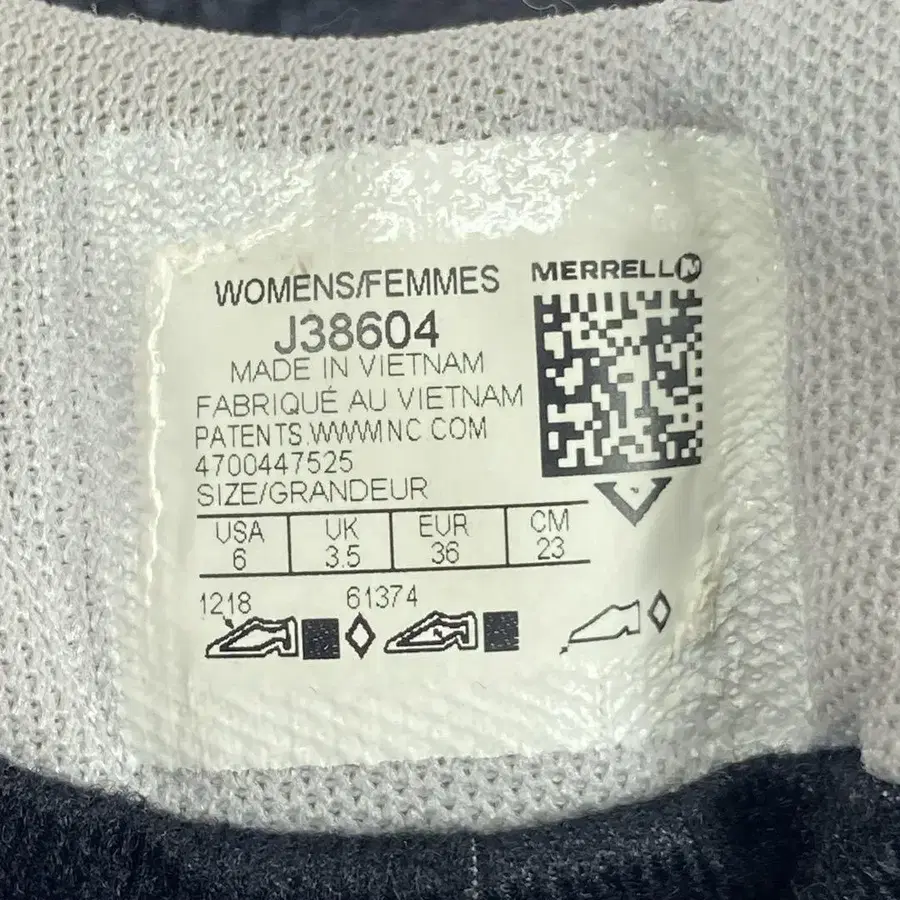 WOMENS/FEMMES
J38604
MADE IN VIETNAM
FABRIQUÉ AU VIETNAM
PATENTS.WWWMNC.COM
4700447525
SIZE/GRANDEUR
USA UK EUR CM
6 3.5 36 23
1218 61374
MERRELL